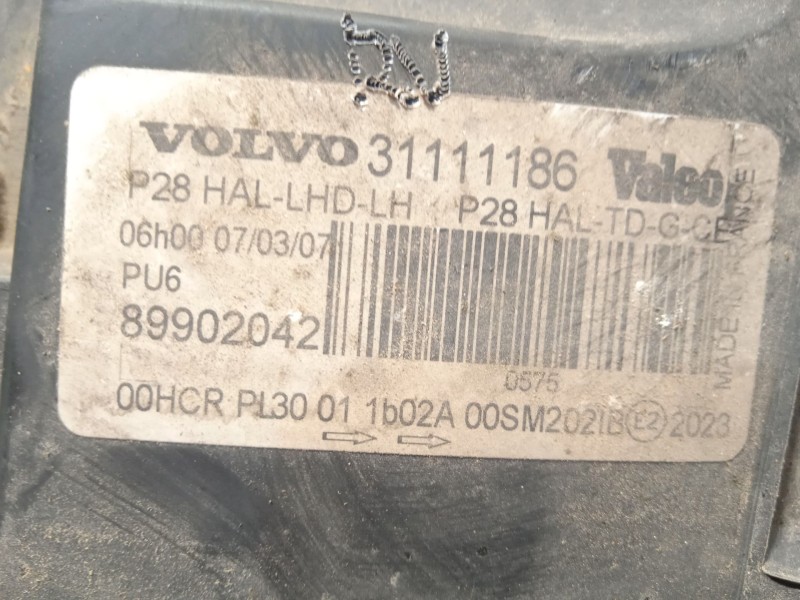 VOLVO 31111186 Valeo
P28 HAL-LHD-LH P28 HAL-TD-G-CE
06h00 07/03/07
PU6
89902042
0575
00HCR PL30 01 1b02A 00SM202IB E2 2023
MADE IN FRANCE